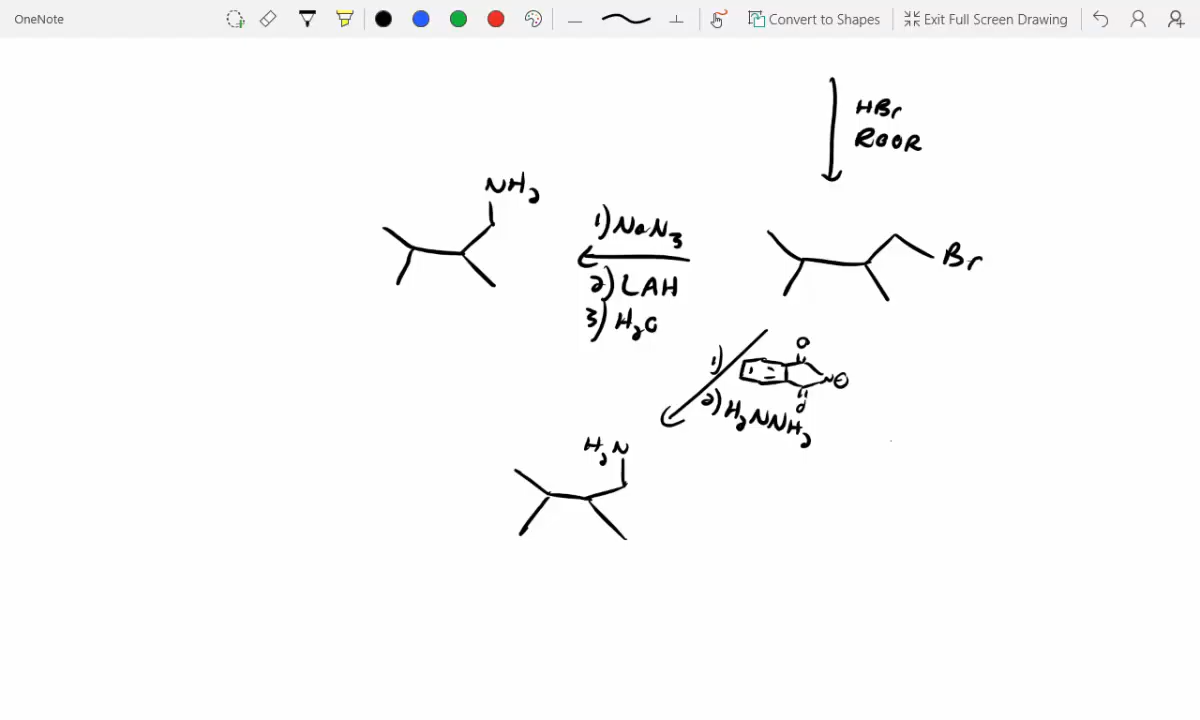 OneNote
Convert to Shapes
Exit Full Screen Drawing
HBr
ROOR
NH2
1) NaN3
2) LAH
3) H2O
Br
1)
O
N⊖
O
2) H2NNH2
H2N